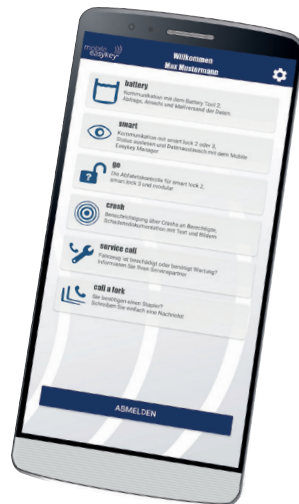 mobile
easykey
Willkommen
Max Mustermann
battery
Kommunikation mit dem Battery Tool 2,
Abfrage, Ansicht und Mailversand der Daten.
smart
Kommunikation mit smart lock 2 oder 3,
Status auslesen und Datenaustausch mit dem Mobile
Easykey Manager
go
?
Die Abfahrtskontrolle für smart lock 2,
smart lock 3 und modular
crash
Benachrichtigung über Crashs an Berechtigte,
Schadensdokumentation mit Text und Bildern
service call
Fahrzeug ist beschädigt oder benötigt Wartung?
Informieren Sie Ihren Servicepartner
call a fork
Sie benötigen einen Stapler?
Schreiben Sie einfach eine Nachricht
ABMELDEN